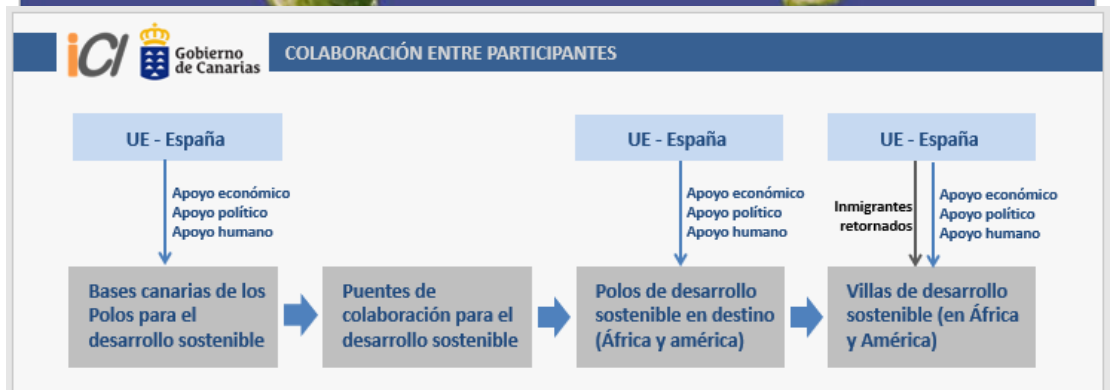 iCI
Gobierno
de Canarias
COLABORACIÓN ENTRE PARTICIPANTES
UE - España
UE - España
UE - España
Apoyo económico
Apoyo político
Apoyo humano
Apoyo económico
Apoyo político
Apoyo humano
Inmigrantes
retornados
Apoyo económico
Apoyo político
Apoyo humano
Bases canarias de los
Polos para el
desarrollo sostenible
Puentes de
colaboración para el
desarrollo sostenible
Polos de desarrollo
sostenible en destino
(África y américa)
Villas de desarrollo
sostenible (en África
y América)